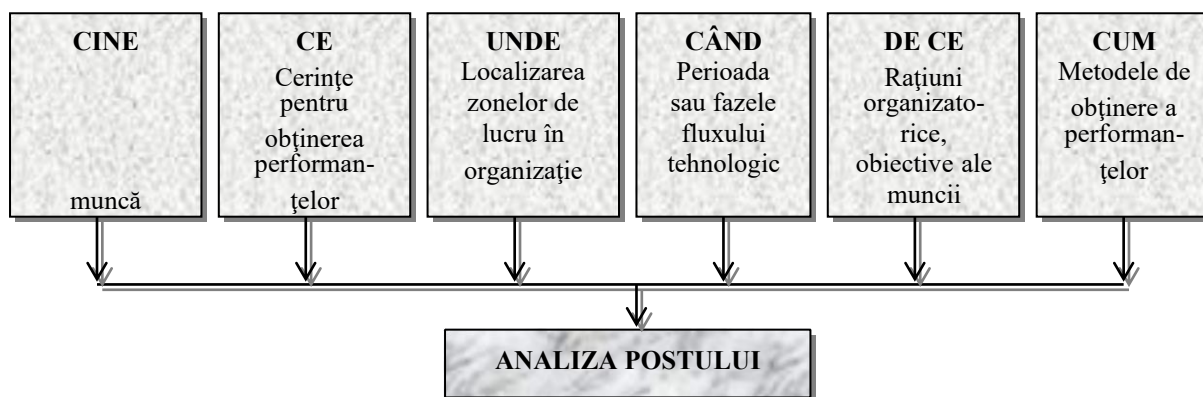 CINE
muncă
CE
Cerinţe
pentru
obţinerea
performan-
ţelor
UNDE
Localizarea
zonelor de
lucru în
organizaţie
CÂND
Perioada
sau fazele
fluxului
tehnologic
DE CE
Raţiuni
organizato-
rice,
obiective ale
muncii
CUM
Metodele de
obţinere a
performan-
ţelor
ANALIZA POSTULUI